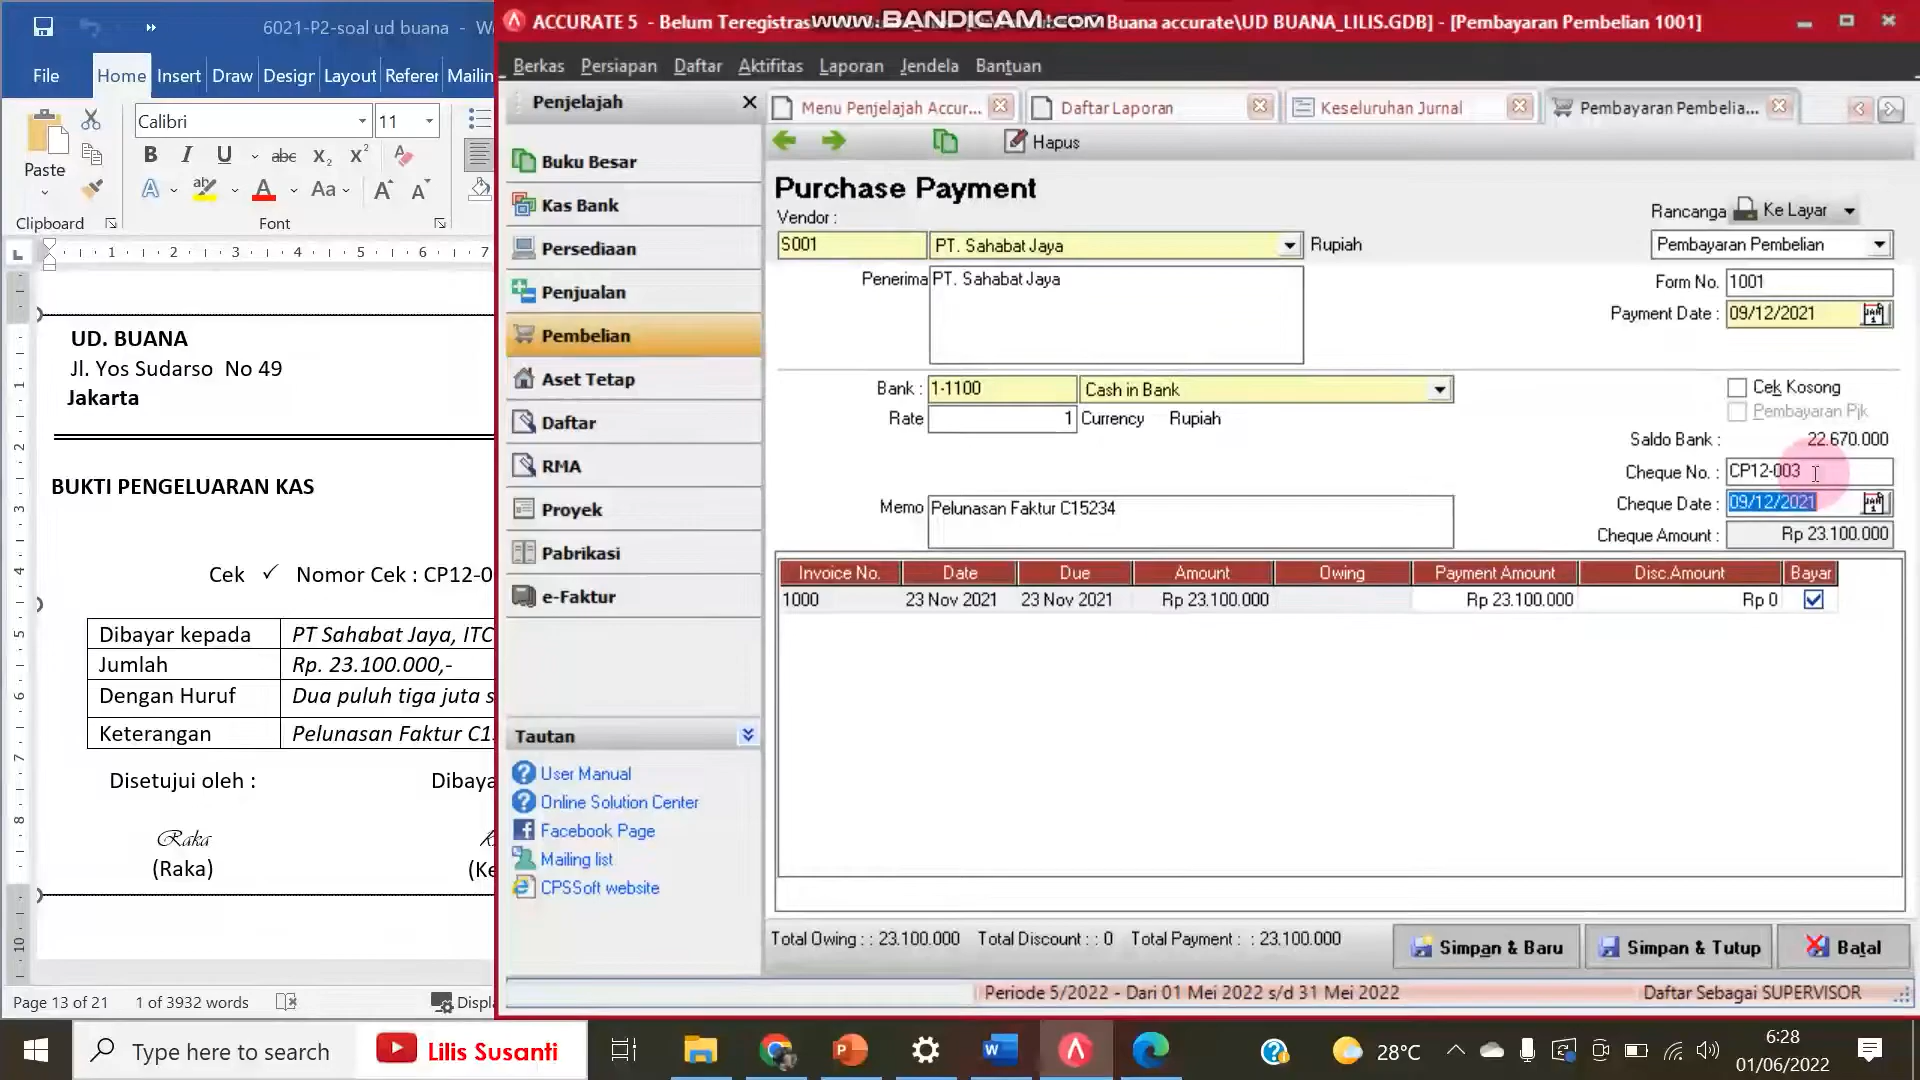 6021-P2-soal ud buana - W
File Home Insert Draw Desigr Layout Referer Mailin
Calibri 11
Paste
Clipboard Font
1 2 3 4 5 6 7
UD. BUANA
Jl. Yos Sudarso No 49
Jakarta
BUKTI PENGELUARAN KAS
Cek ✓ Nomor Cek : CP12-0
Dibayar kepada PT Sahabat Jaya, ITC
Jumlah Rp. 23.100.000,-
Dengan Huruf Dua puluh tiga juta s
Keterangan Pelunasan Faktur C1
Disetujui oleh : Dibaya
Raka
(Raka) (Ke
Page 13 of 21 1 of 3932 words Displ
ACCURATE 5 - Belum Teregistras Buana accurate\UD BUANA_LILIS.GDB] - [Pembayaran Pembelian 1001]
www.BANDICAM.com
Berkas Persiapan Daftar Aktifitas Laporan Jendela Bantuan
Penjelajah
Buku Besar
Kas Bank
Persediaan
Penjualan
Pembelian
Aset Tetap
Daftar
RMA
Proyek
Pabrikasi
e-Faktur
Tautan
User Manual
Online Solution Center
Facebook Page
Mailing list
CPSSoft website
Menu Penjelajah Accur... Daftar Laporan Keseluruhan Jurnal Pembayaran Pembelia...
Hapus
Purchase Payment
Vendor :
S001 PT. Sahabat Jaya Rupiah
Penerima PT. Sahabat Jaya
Rancanga Ke Layar
Pembayaran Pembelian
Form No. 1001
Payment Date : 09/12/2021
Bank : 1-1100 Cash in Bank
Rate 1 Currency Rupiah
Cek Kosong
Pembayaran Pjk
Saldo Bank : 22.670.000
Cheque No. : CP12-003
Cheque Date : 09/12/2021
Cheque Amount : Rp 23.100.000
Memo Pelunasan Faktur C15234
Invoice No. Date Due Amount Owing Payment Amount Disc.Amount Bayar
1000 23 Nov 2021 23 Nov 2021 Rp 23.100.000 Rp 23.100.000 Rp 0
Total Owing : : 23.100.000 Total Discount : : 0 Total Payment : : 23.100.000
Simpan & Baru Simpan & Tutup Batal
Periode 5/2022 - Dari 01 Mei 2022 s/d 31 Mei 2022 Daftar Sebagai SUPERVISOR
Type here to search
Lilis Susanti
28°C
6:28
01/06/2022